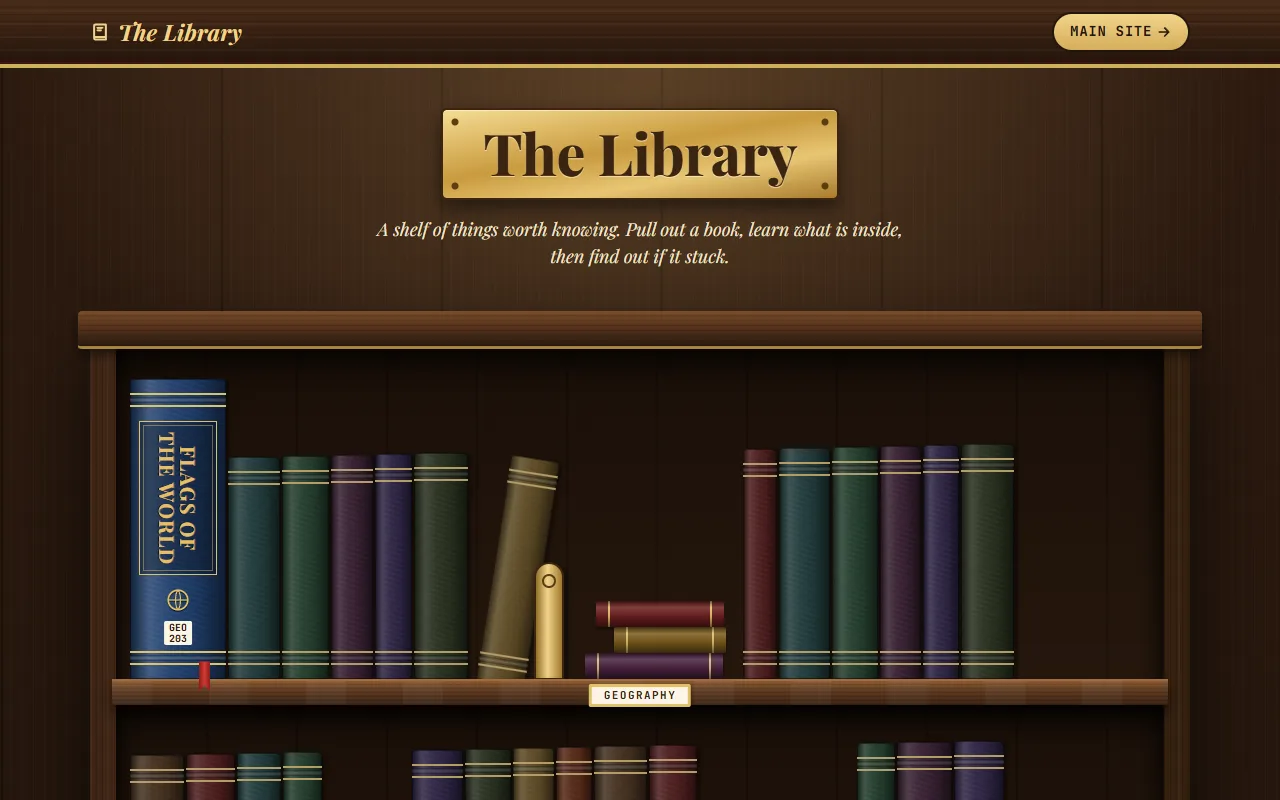 The Library
MAIN SITE →
The Library
A shelf of things worth knowing. Pull out a book, learn what is inside,
then find out if it stuck.
FLAGS OF
THE WORLD
GEO
203
GEOGRAPHY